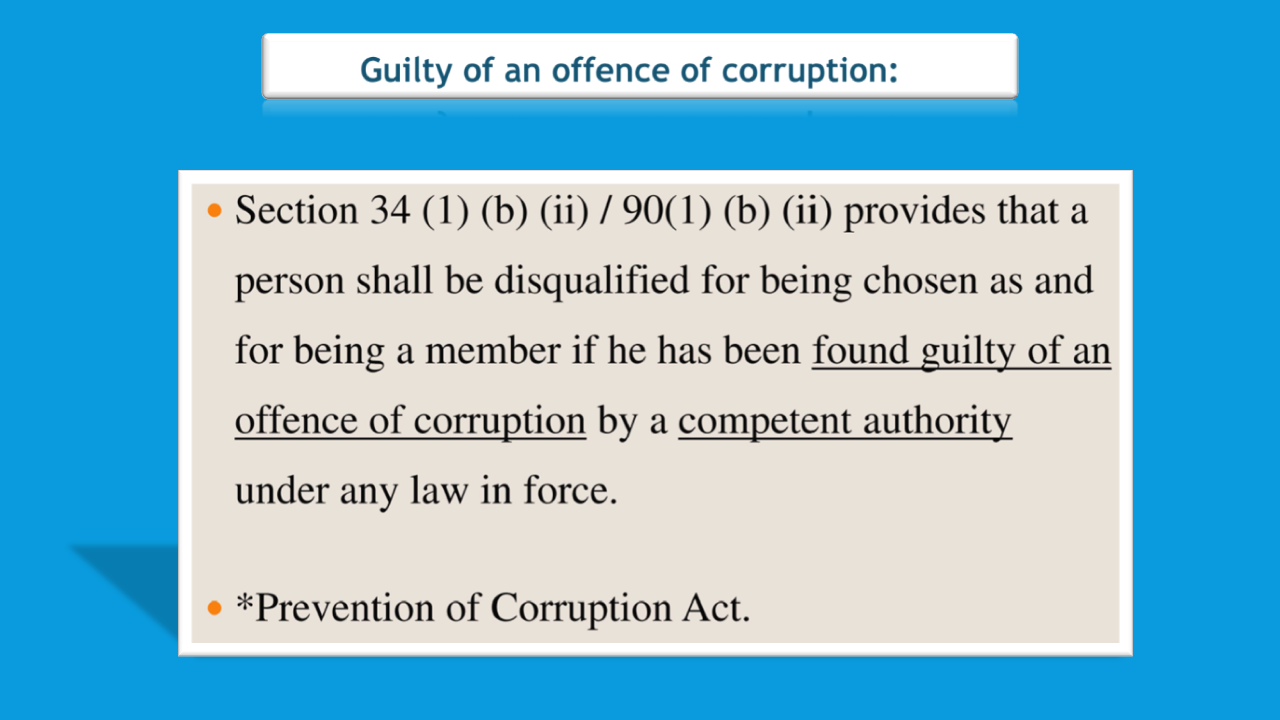 Guilty of an offence of corruption:
• Section 34 (1) (b) (ii) / 90(1) (b) (ii) provides that a
person shall be disqualified for being chosen as and
for being a member if he has been found guilty of an
offence of corruption by a competent authority
under any law in force.
• *Prevention of Corruption Act.